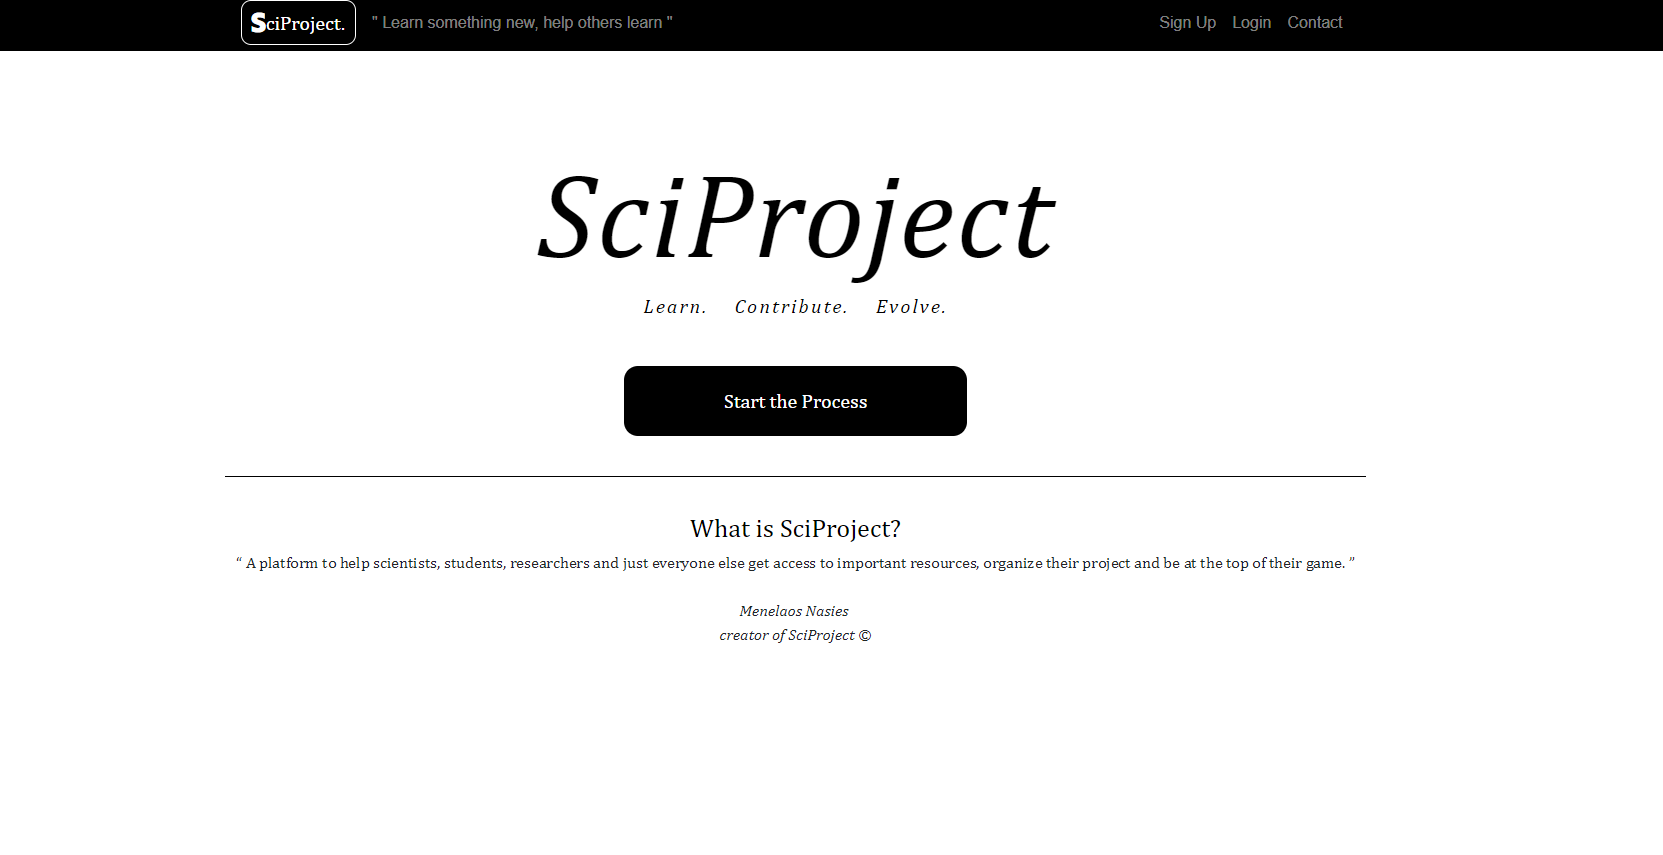 SciProject.
" Learn something new, help others learn "
Sign Up
Login
Contact
SciProject
Learn. Contribute. Evolve.
Start the Process
What is SciProject?
“ A platform to help scientists, students, researchers and just everyone else get access to important resources, organize their project and be at the top of their game. ”
Menelaos Nasies
creator of SciProject ©